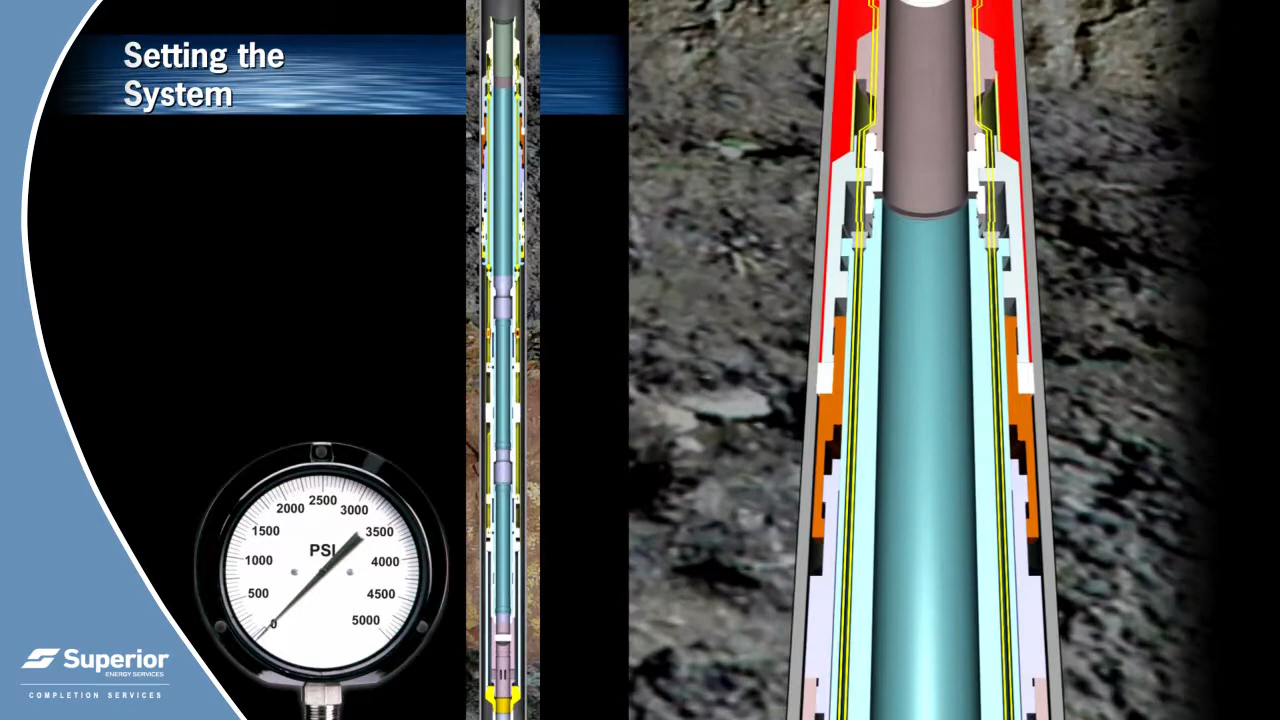 Setting the
System
2500
2000
3000
1500
3500
PSI
1000
4000
500
4500
0
5000
Superior
ENERGY SERVICES
COMPLETION SERVICES